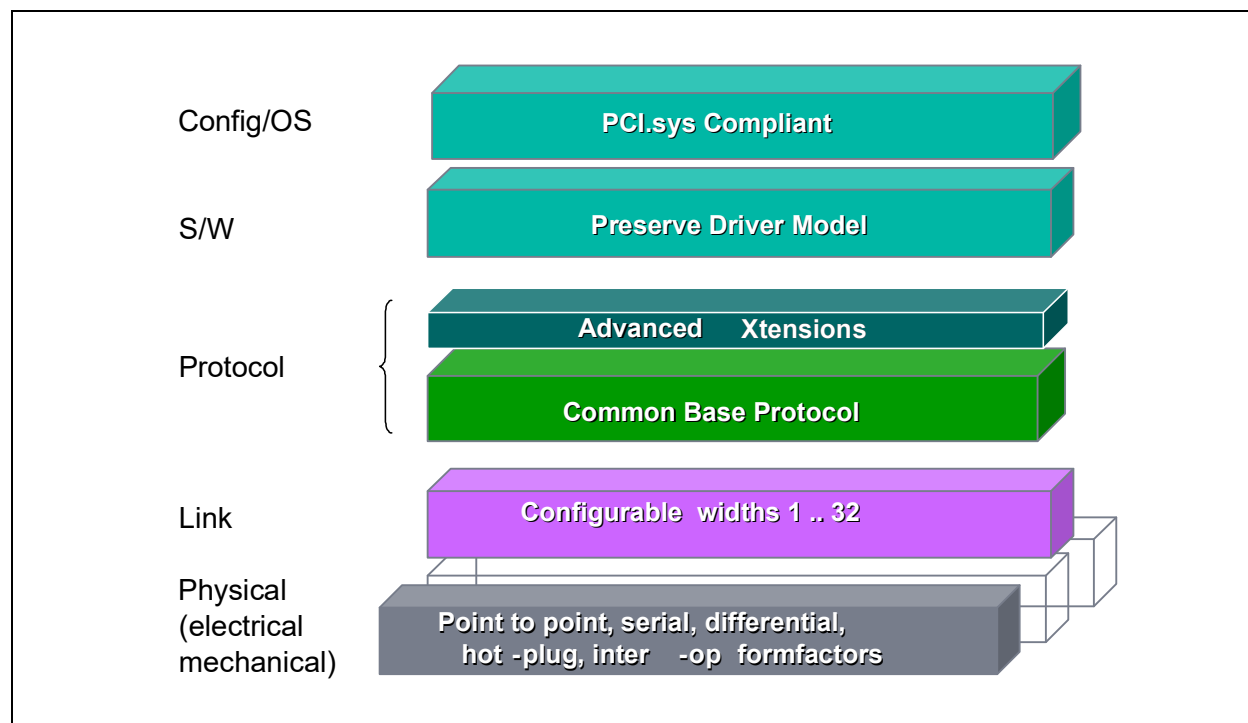 Config/OS
PCI.sys Compliant
S/W
Preserve Driver Model
Advanced Xtensions
Protocol
Common Base Protocol
Link
Configurable widths 1 .. 32
Physical
(electrical
mechanical)
Point to point, serial, differential,
hot -plug, inter -op formfactors